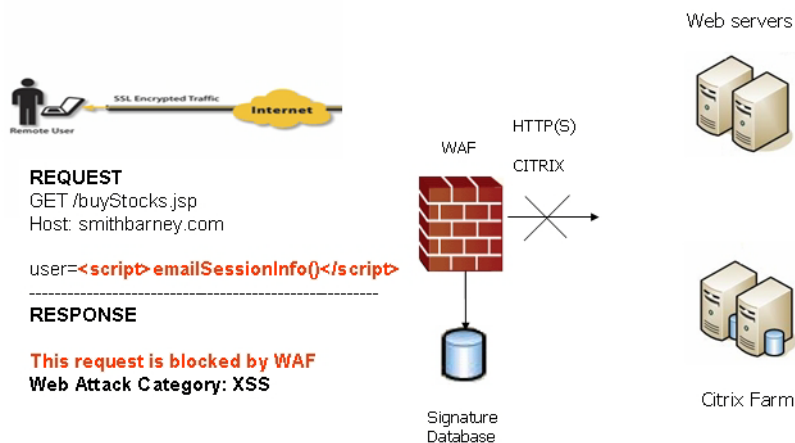 Web servers
SSL Encrypted Traffic
Internet
Remote User
HTTP(S)
WAF
CITRIX
REQUEST
GET /buyStocks.jsp
Host: smithbarney.com
user=<script>emailSessionInfo()</script>
------------------------------------------------------------
RESPONSE
This request is blocked by WAF
Web Attack Category: XSS
Signature
Database
Citrix Farm